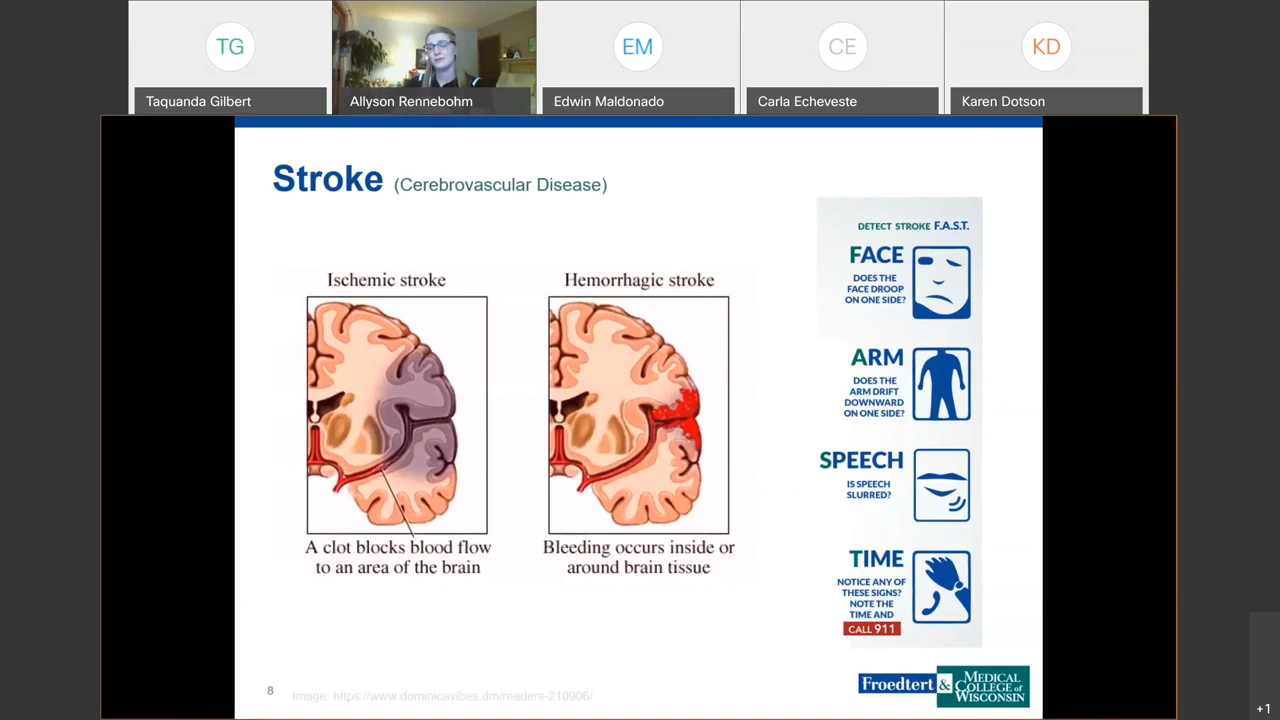 TG
EM
CE
KD
Taquanda Gilbert
Allyson Rennebohm
Edwin Maldonado
Carla Echeveste
Karen Dotson
Stroke (Cerebrovascular Disease)
Ischemic stroke
A clot blocks blood flow
to an area of the brain
Hemorrhagic stroke
Bleeding occurs inside or
around brain tissue
DETECT STROKE F.A.S.T.
FACE
DOES THE
FACE DROOP
ON ONE SIDE?
ARM
DOES THE
ARM DRIFT
DOWNWARD
ON ONE SIDE?
SPEECH
IS SPEECH
SLURRED?
TIME
NOTICE ANY OF
THESE SIGNS?
NOTE THE
TIME AND
CALL 911
8
Image: https://www.dominicavibes.dm/readers-210906/
Froedtert & MEDICAL
COLLEGE of
WISCONSIN
+1